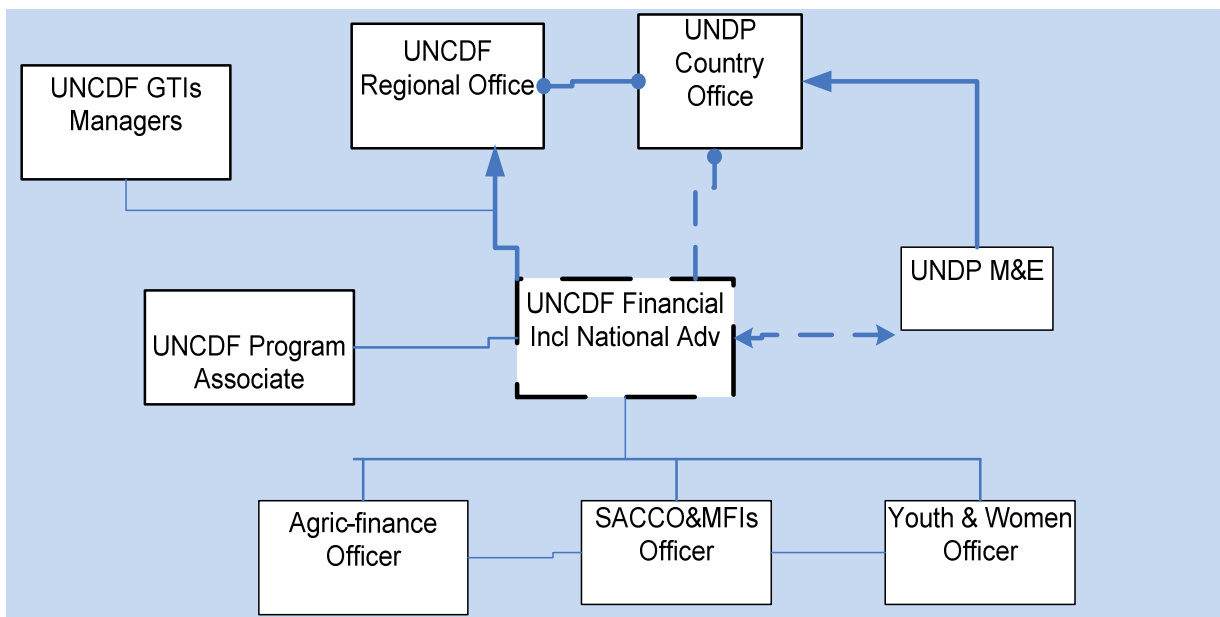 UNCDF GTIs
Managers
UNCDF
Regional Office
UNDP
Country
Office
UNDP M&E
UNCDF Financial
Incl National Adv
UNCDF Program
Associate
Agric-finance
Officer
SACCO&MFIs
Officer
Youth & Women
Officer